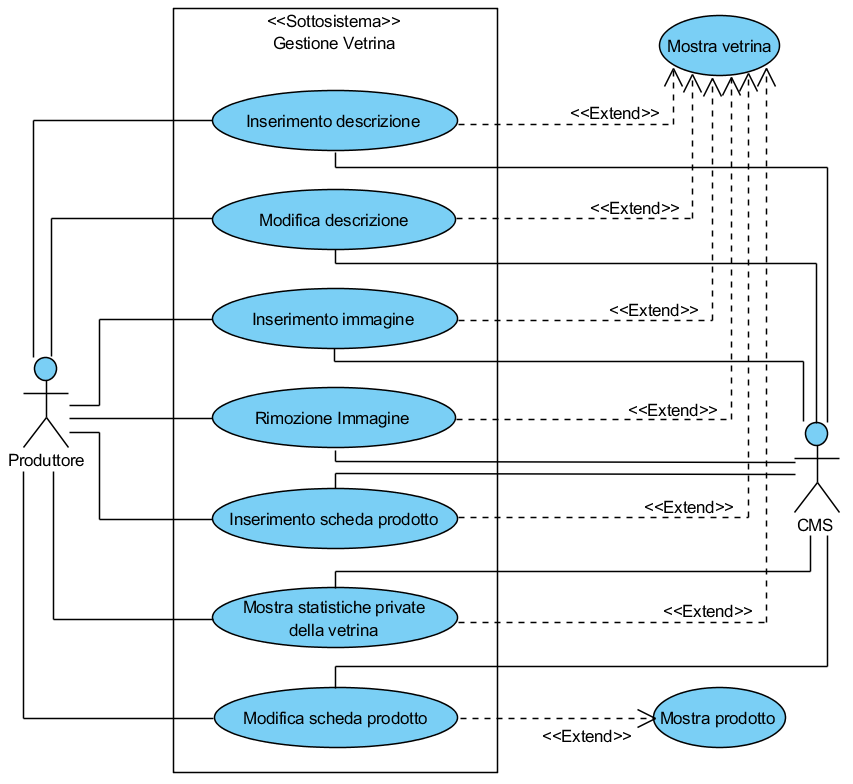 <<Sottosistema>>
Gestione Vetrina
Mostra vetrina
Inserimento descrizione
<<Extend>>
Modifica descrizione
<<Extend>>
Inserimento immagine
<<Extend>>
Rimozione Immagine
<<Extend>>
Produttore
Inserimento scheda prodotto
<<Extend>>
CMS
Mostra statistiche private
della vetrina
<<Extend>>
Modifica scheda prodotto
<<Extend>>
Mostra prodotto